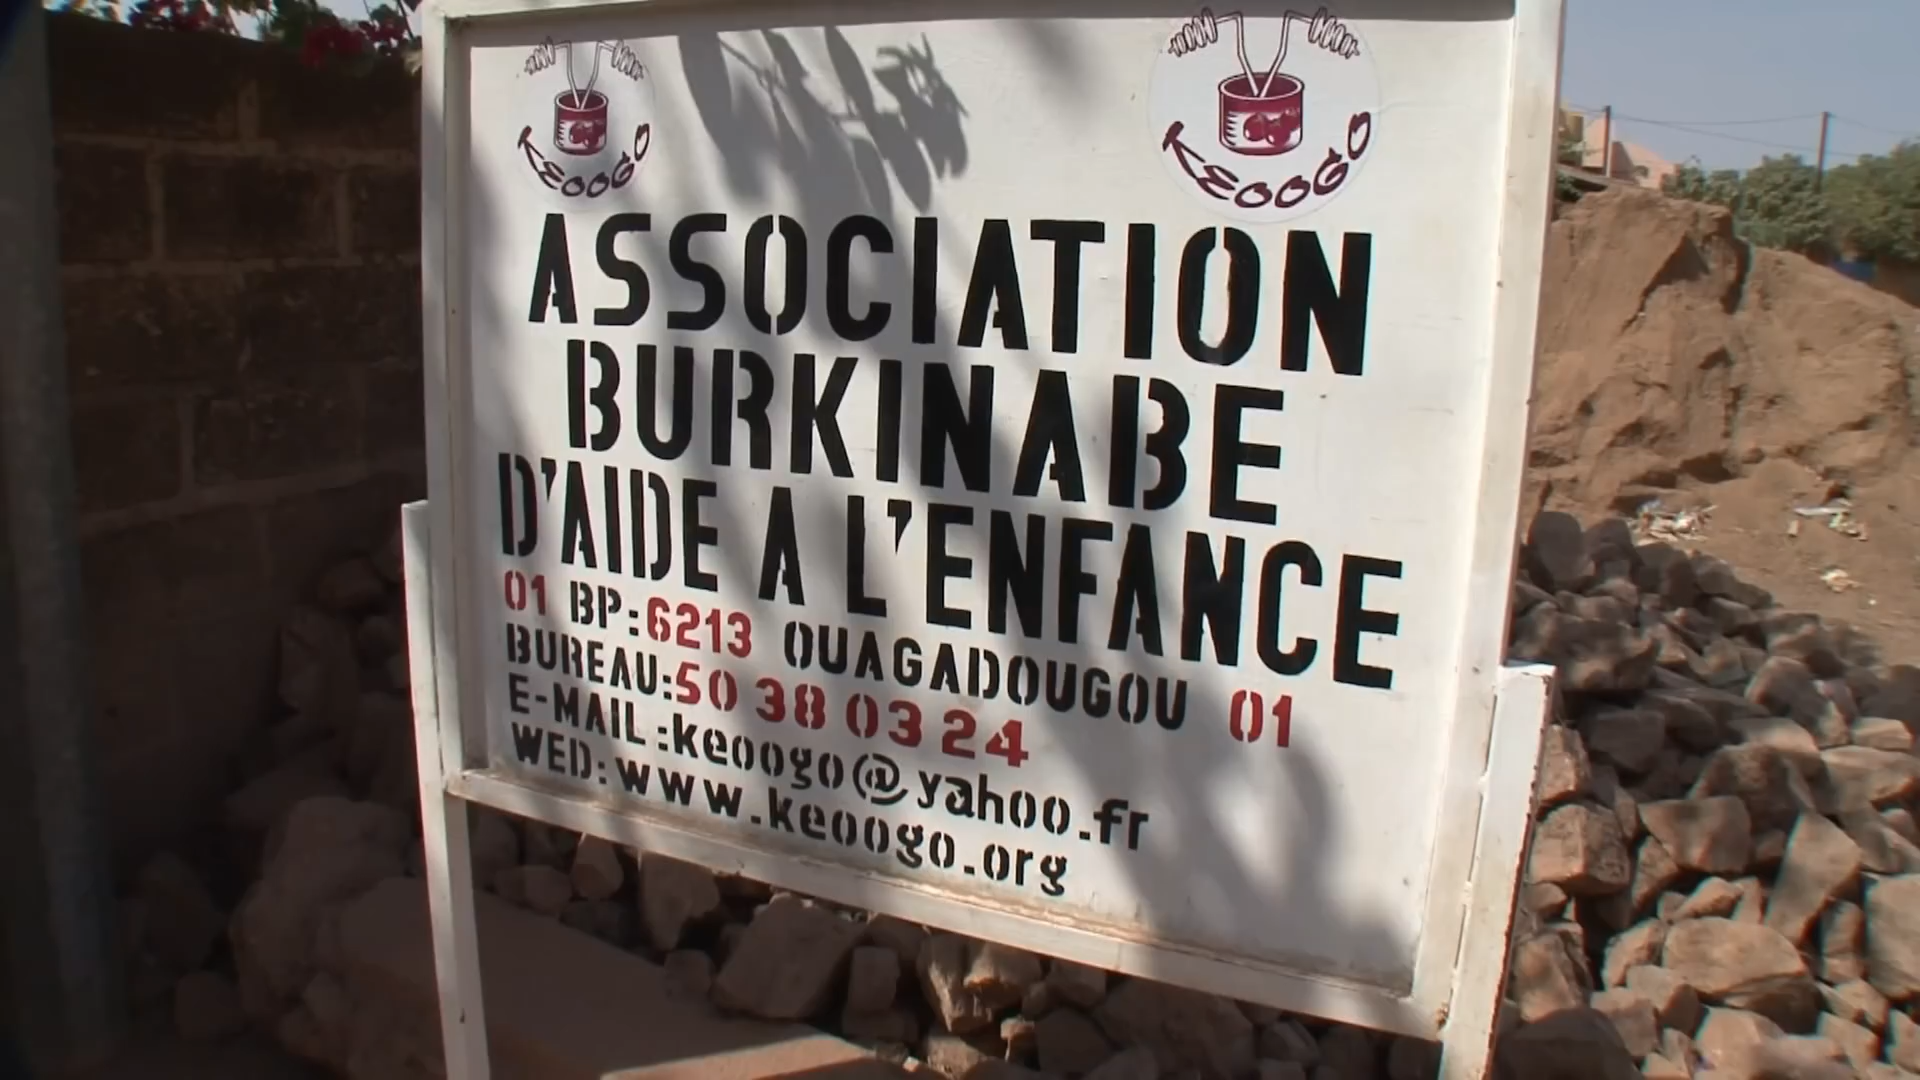 KEOOGO KEOOGO
ASSOCIATION
BURKINABE
D'AIDE A L'ENFANCE
01 BP:6213 OUAGADOUGOU 01
BUREAU:50 38 03 24
E-MAIL:keoogo@yahoo.fr
WED:www.keoogo.org